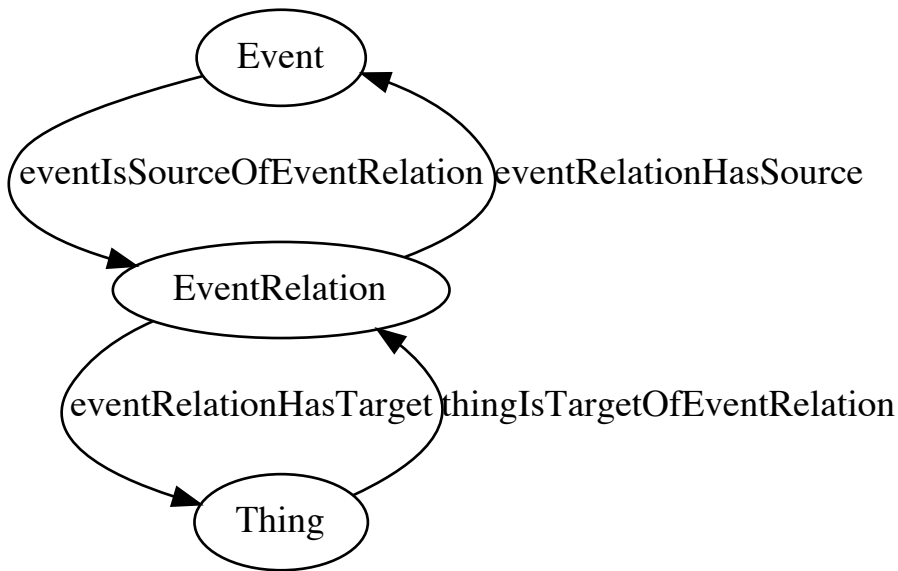 Event
eventIsSourceOfEventRelation
eventRelationHasSource
EventRelation
eventRelationHasTarget
thingIsTargetOfEventRelation
Thing